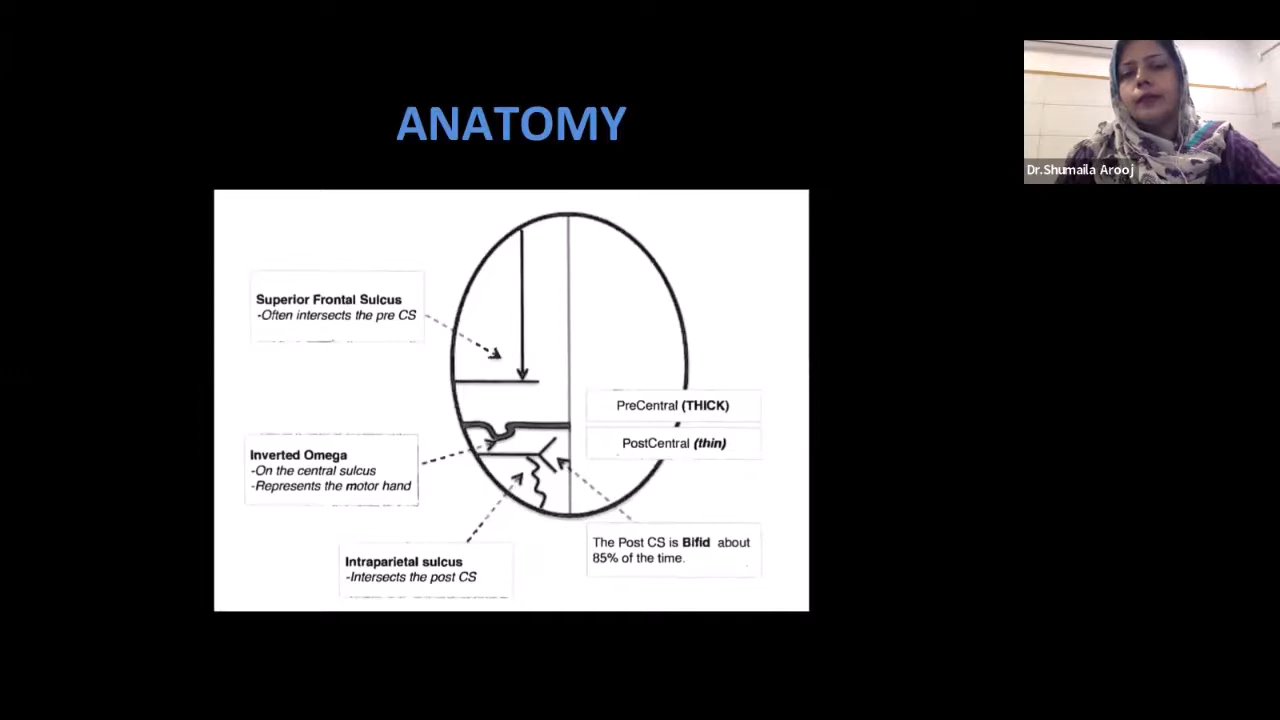 ANATOMY
Dr.Shumaila Arooj
Superior Frontal Sulcus
-Often intersects the pre CS
PreCentral (THICK)
PostCentral (thin)
Inverted Omega
-On the central sulcus
-Represents the motor hand
The Post CS is Bifid about
85% of the time.
Intraparietal sulcus
-Intersects the post CS